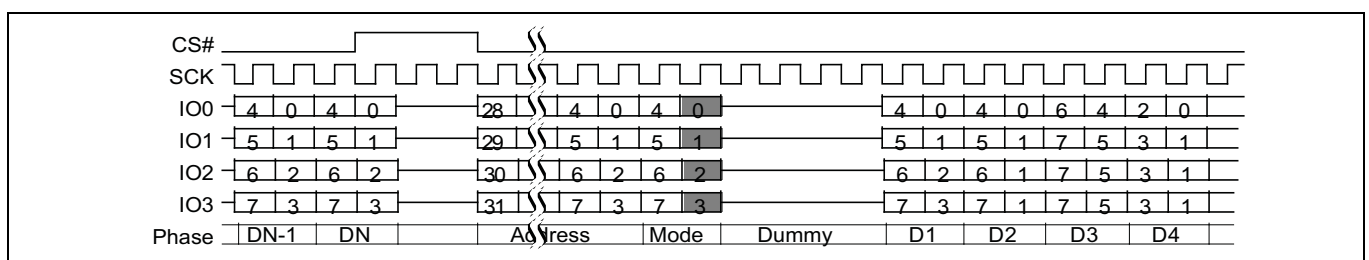 CS#
SCK
IO0 4 0 4 0 28 4 0 4 0 4 0 4 0 6 4 2 0
IO1 5 1 5 1 29 5 1 5 1 5 1 5 1 7 5 3 1
IO2 6 2 6 2 30 6 2 6 2 6 2 6 1 7 5 3 1
IO3 7 3 7 3 31 7 3 7 3 7 3 7 1 7 5 3 1
Phase DN-1 DN Address Mode Dummy D1 D2 D3 D4